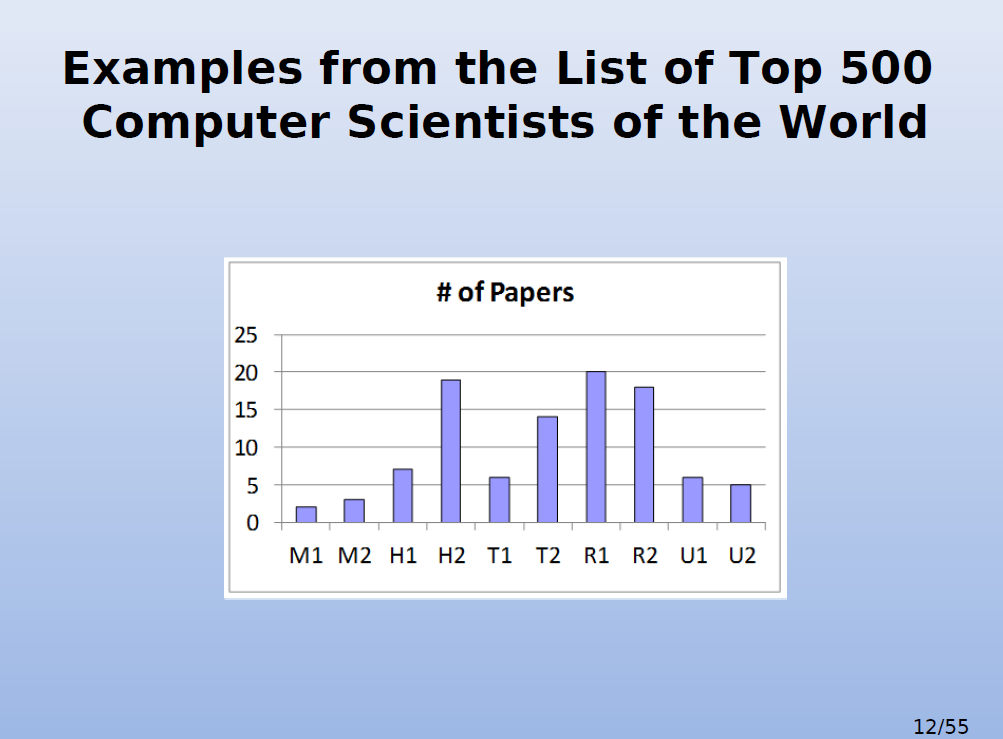 Examples from the List of Top 500
Computer Scientists of the World
# of Papers
25
20
15
10
5
0
M1 M2 H1 H2 T1 T2 R1 R2 U1 U2
12/55